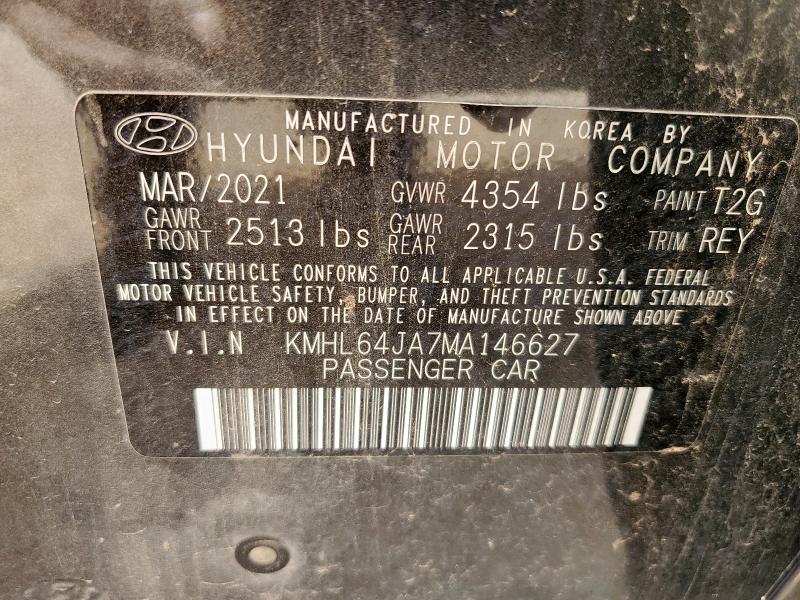 MANUFACTURED IN KOREA BY
HYUNDAI MOTOR COMPANY
MAR/2021 GVWR 4354 lbs PAINT T2G
GAWR FRONT 2513 lbs GAWR REAR 2315 lbs TRIM REY
THIS VEHICLE CONFORMS TO ALL APPLICABLE U.S.A. FEDERAL
MOTOR VEHICLE SAFETY, BUMPER, AND THEFT PREVENTION STANDARDS
IN EFFECT ON THE DATE OF MANUFACTURE SHOWN ABOVE
V.I.N KMHL64JA7MA146627
PASSENGER CAR